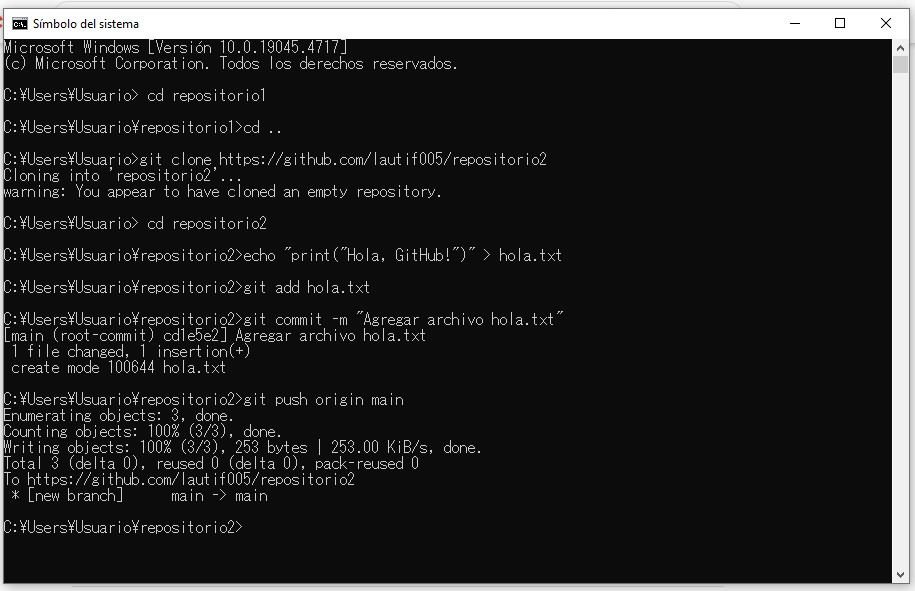 Símbolo del sistema
Microsoft Windows [Versión 10.0.19045.4717]
(c) Microsoft Corporation. Todos los derechos reservados.
C:¥Users¥Usuario> cd repositorio1
C:¥Users¥Usuario¥repositorio1>cd ..
C:¥Users¥Usuario>git clone https://github.com/lautif005/repositorio2
Cloning into 'repositorio2'...
warning: You appear to have cloned an empty repository.
C:¥Users¥Usuario> cd repositorio2
C:¥Users¥Usuario¥repositorio2>echo "print("Hola, GitHub!")" > hola.txt
C:¥Users¥Usuario¥repositorio2>git add hola.txt
C:¥Users¥Usuario¥repositorio2>git commit -m "Agregar archivo hola.txt"
[main (root-commit) cd1e5e2] Agregar archivo hola.txt
 1 file changed, 1 insertion(+)
 create mode 100644 hola.txt
C:¥Users¥Usuario¥repositorio2>git push origin main
Enumerating objects: 3, done.
Counting objects: 100% (3/3), done.
Writing objects: 100% (3/3), 253 bytes | 253.00 KiB/s, done.
Total 3 (delta 0), reused 0 (delta 0), pack-reused 0
To https://github.com/lautif005/repositorio2
 * [new branch]      main -> main
C:¥Users¥Usuario¥repositorio2>